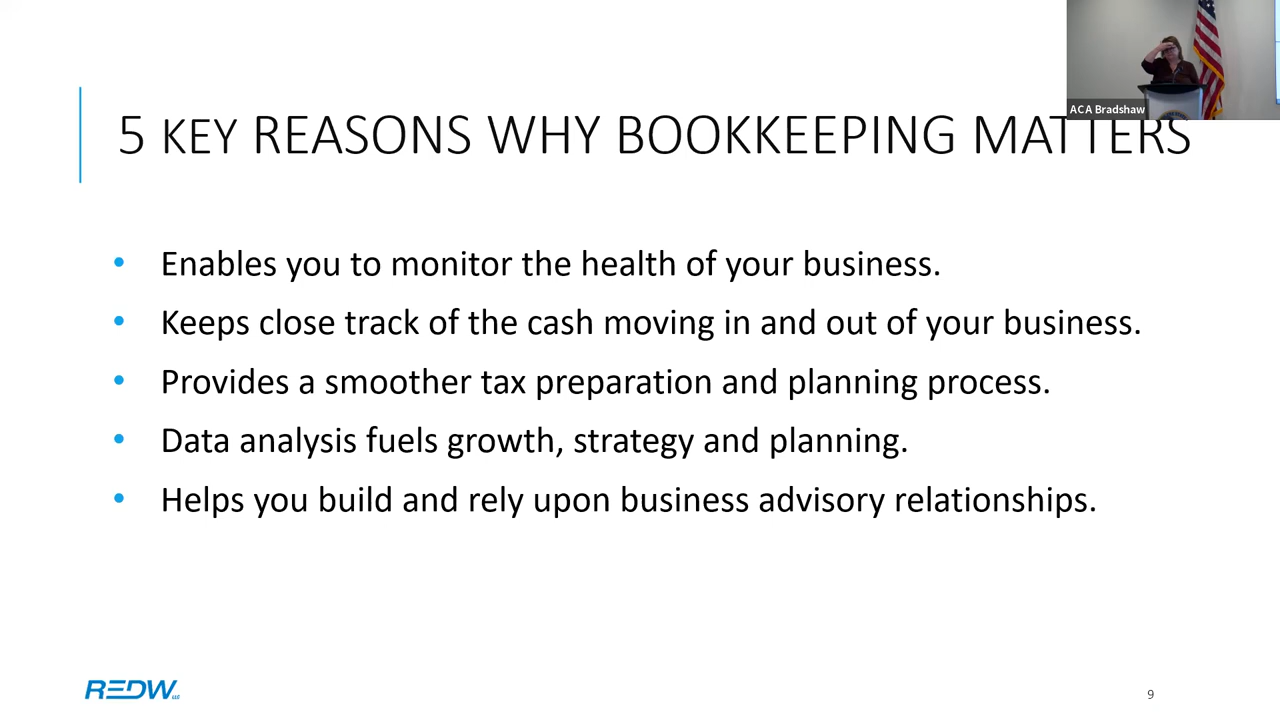 ACA Bradshaw
5 KEY REASONS WHY BOOKKEEPING MATTERS
• Enables you to monitor the health of your business.
• Keeps close track of the cash moving in and out of your business.
• Provides a smoother tax preparation and planning process.
• Data analysis fuels growth, strategy and planning.
• Helps you build and rely upon business advisory relationships.
REDW LLC
9